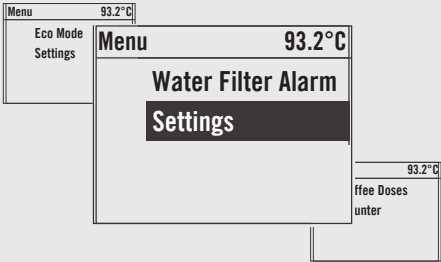 Menu 93.2°C
Eco Mode
Settings
Menu 93.2°C
Water Filter Alarm
Settings
93.2°C
ffee Doses
unter